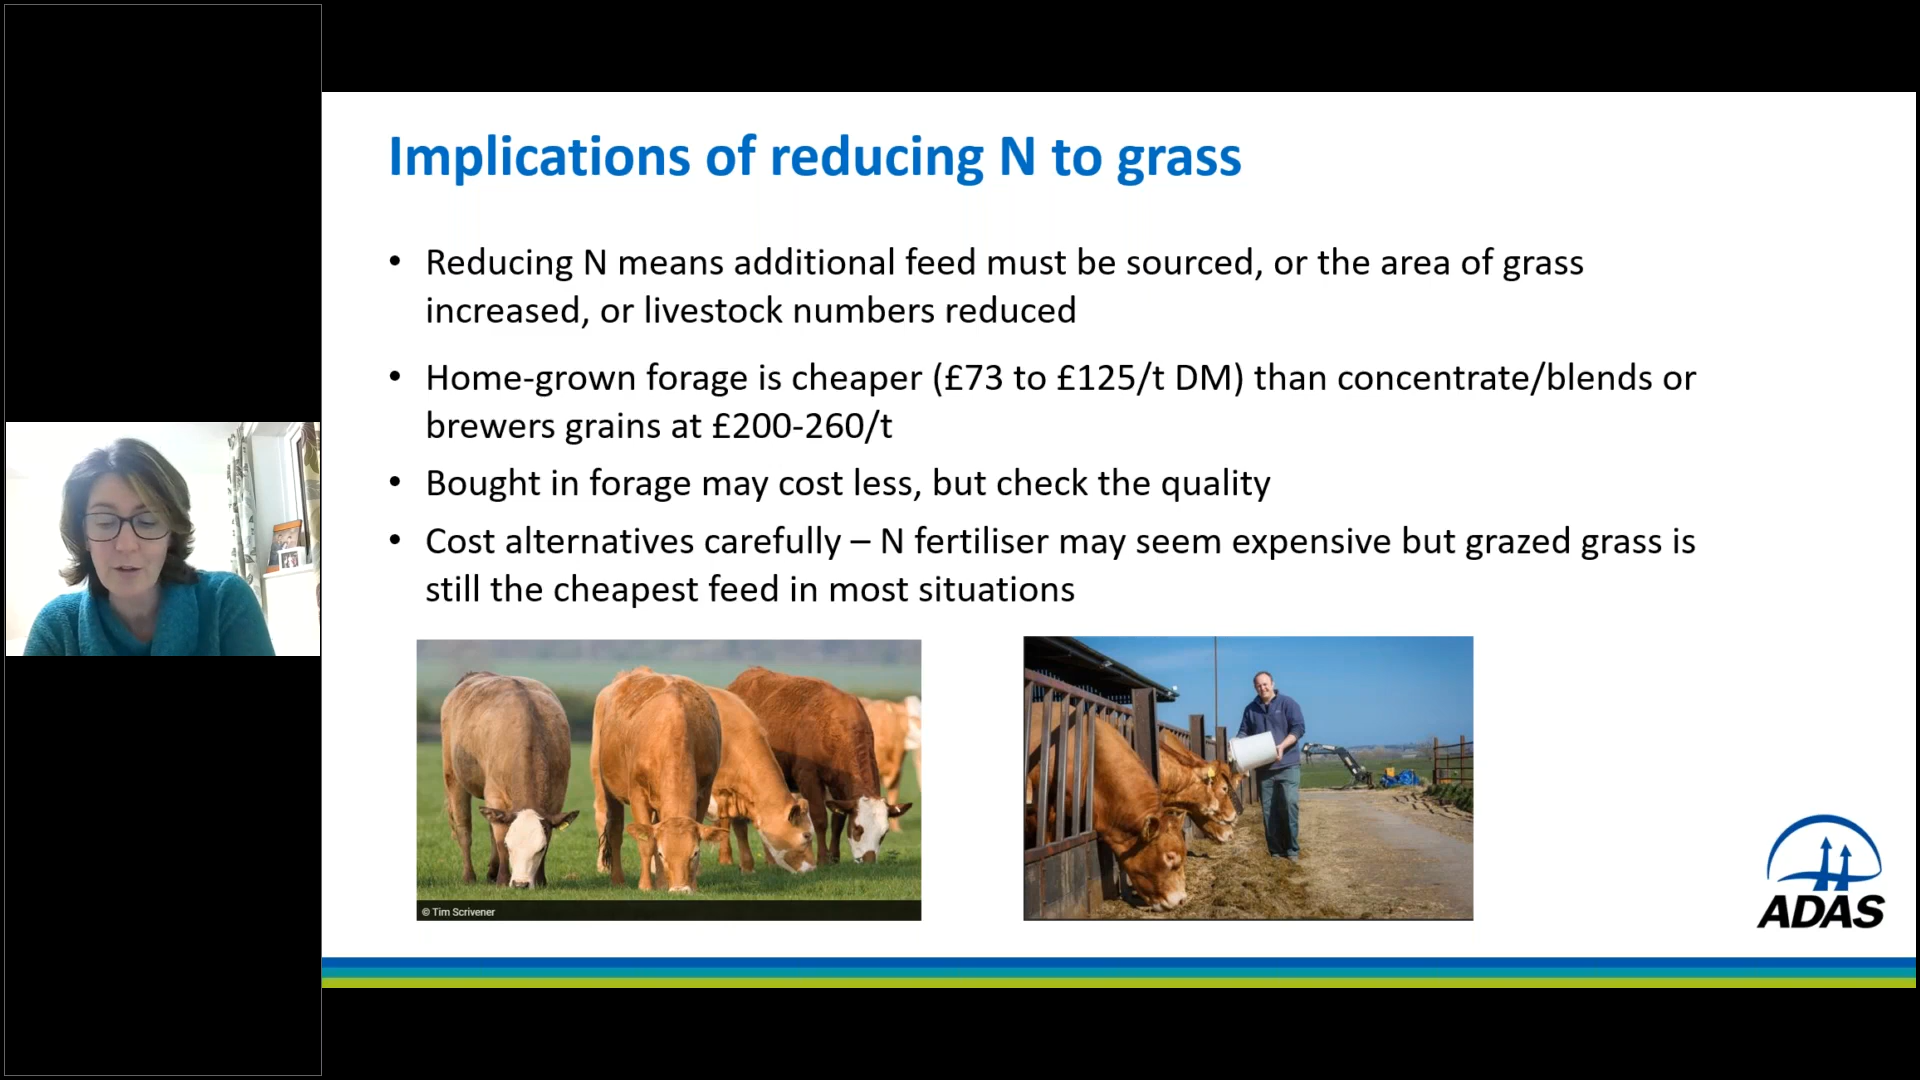 Implications of reducing N to grass
• Reducing N means additional feed must be sourced, or the area of grass
increased, or livestock numbers reduced
• Home-grown forage is cheaper (£73 to £125/t DM) than concentrate/blends or
brewers grains at £200-260/t
• Bought in forage may cost less, but check the quality
• Cost alternatives carefully – N fertiliser may seem expensive but grazed grass is
still the cheapest feed in most situations
© Tim Scrivener
ADAS